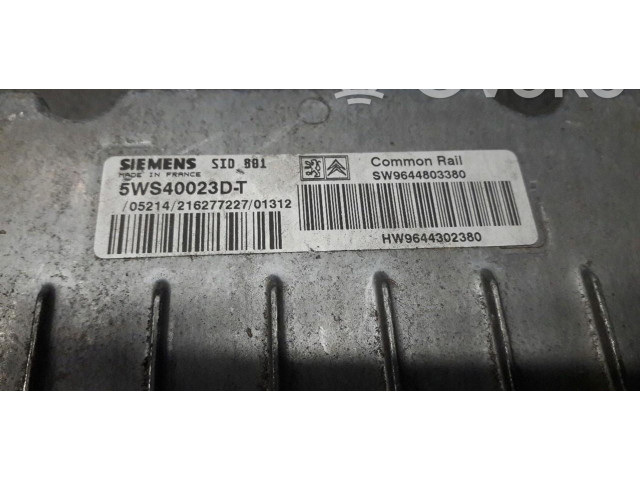 SIEMENS SID 801
MADE IN FRANCE
5WS40023D-T
/05214/216277227/01312
Common Rail
SW9644803380
HW9644302380